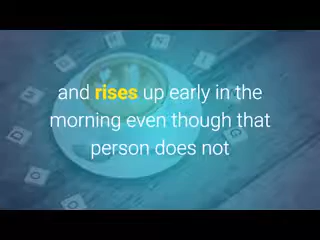 and rises up early in the
morning even though that
person does not